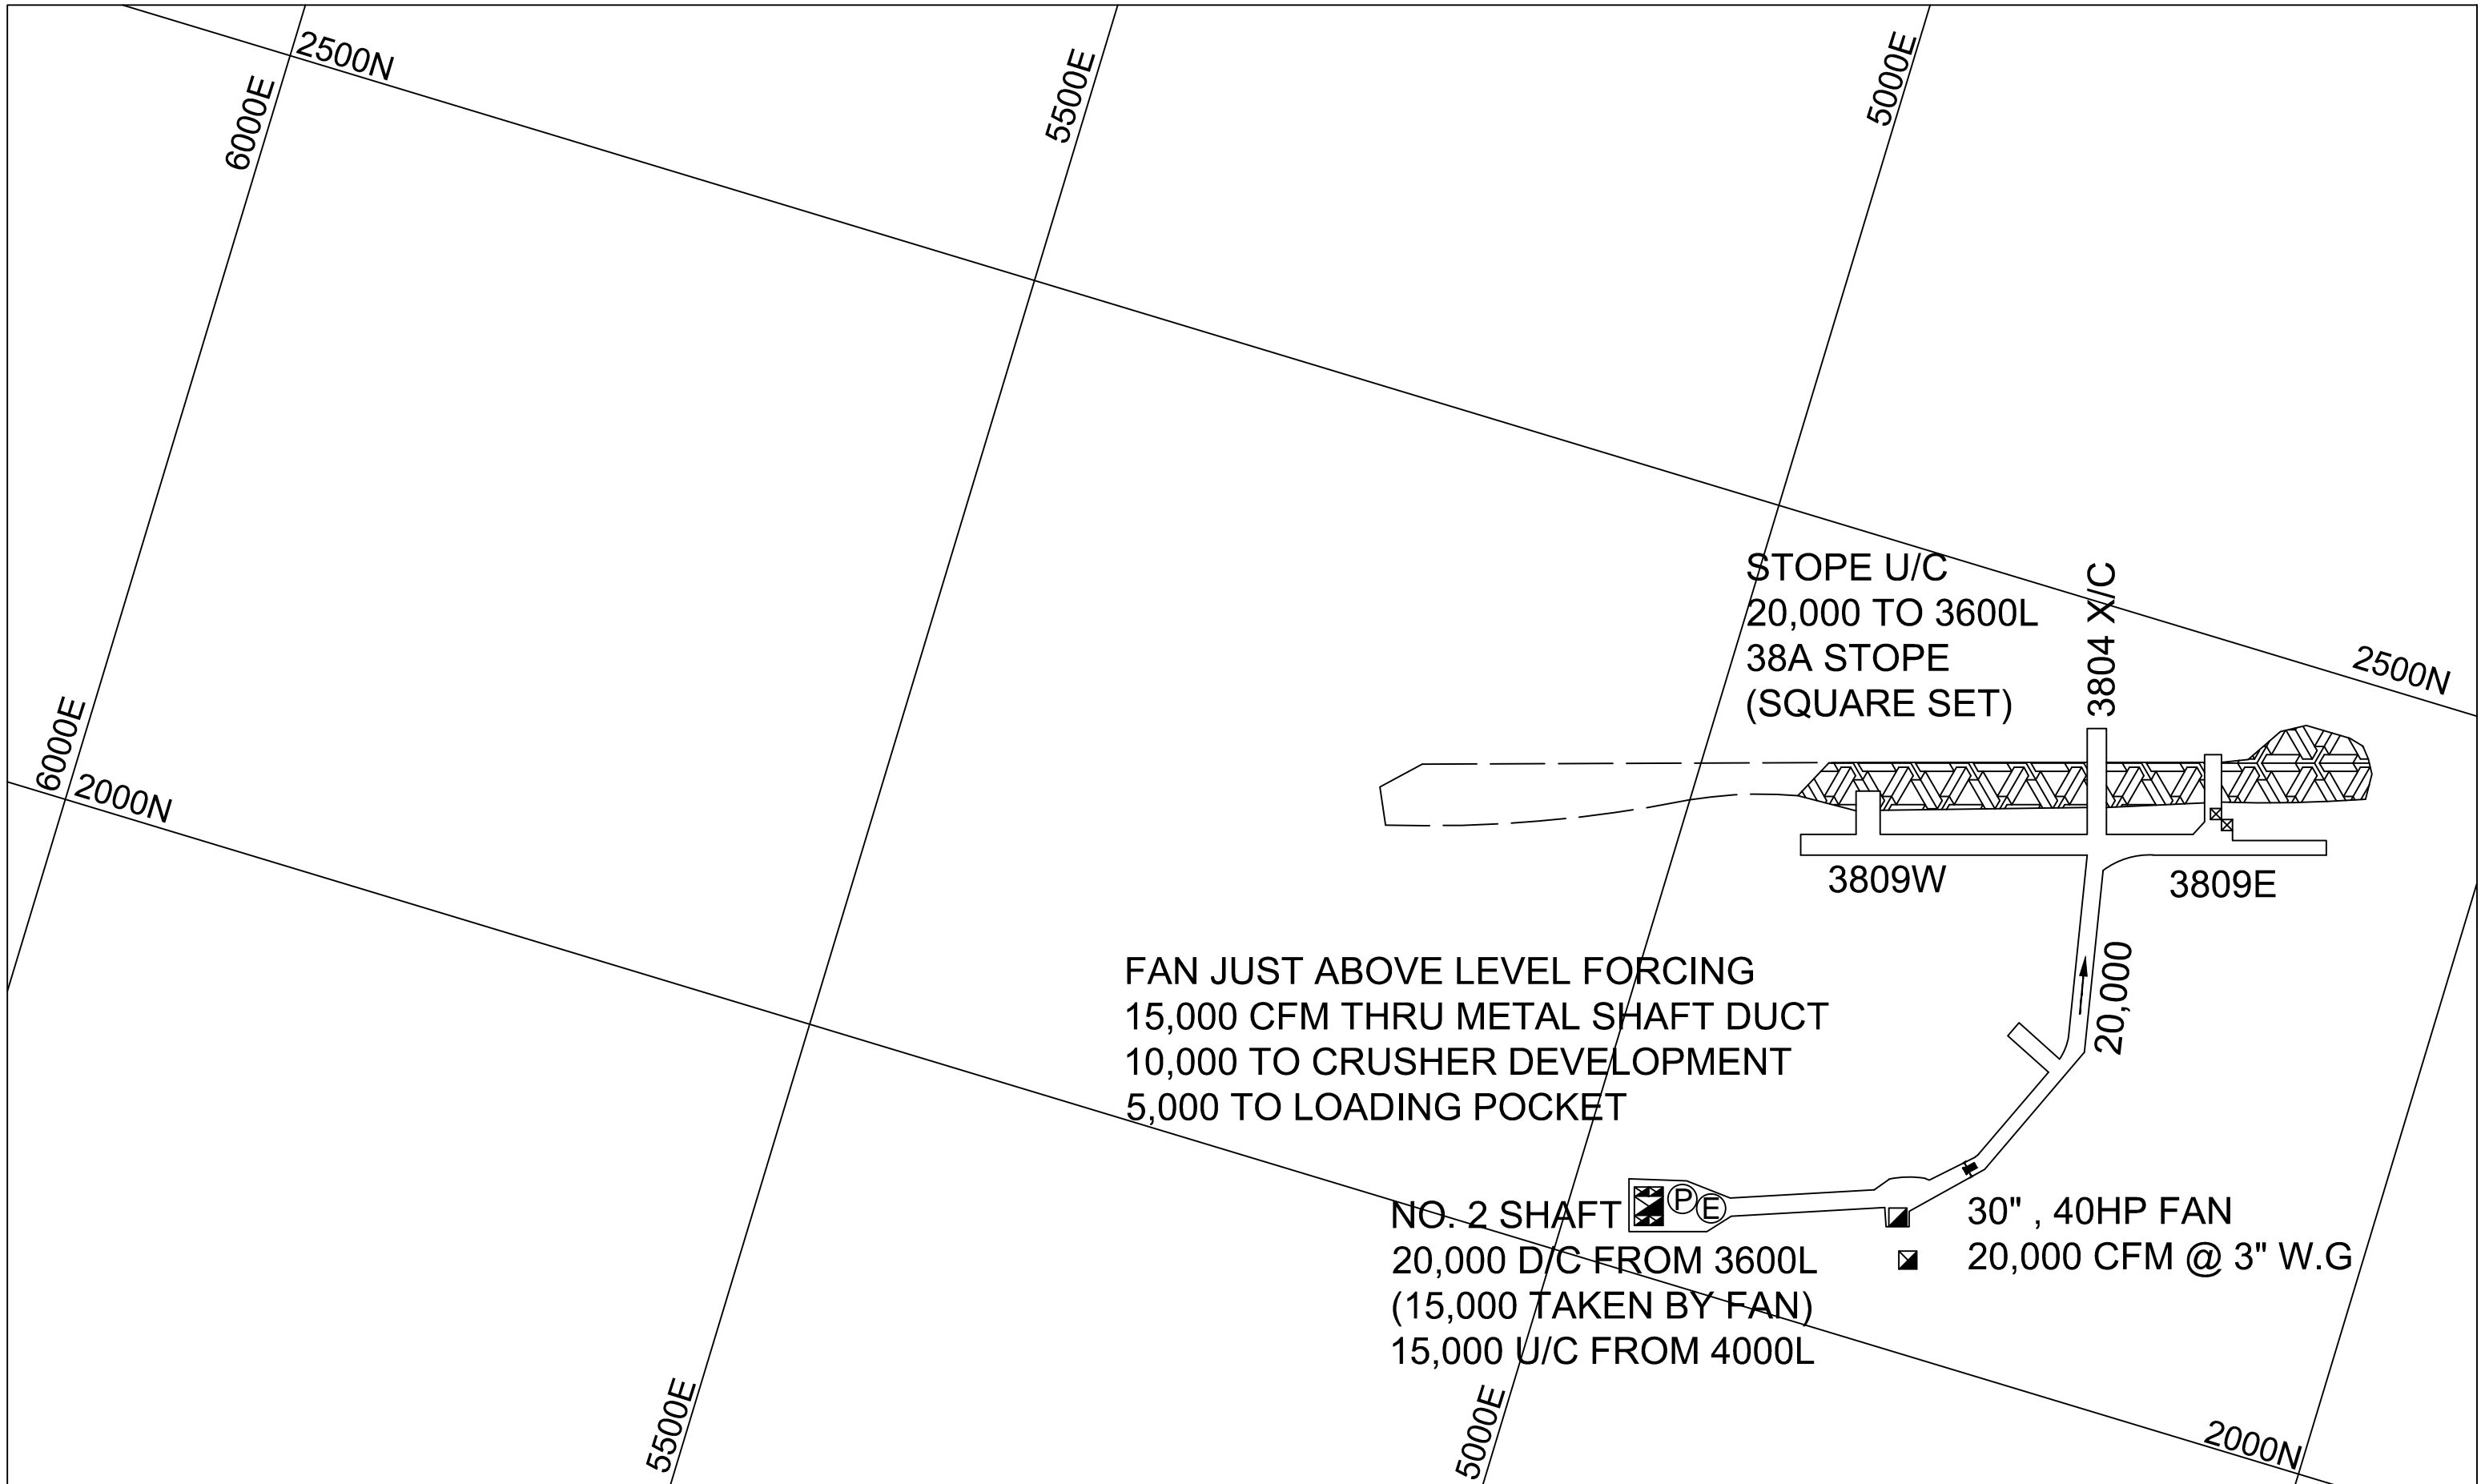 2500N
6000E
5500E
5000E
STOPE U/C
20,000 TO 3600L
38A STOPE
(SQUARE SET)
3804 X/C
2500N
6000E
2000N
3809W
3809E
FAN JUST ABOVE LEVEL FORCING
15,000 CFM THRU METAL SHAFT DUCT
10,000 TO CRUSHER DEVELOPMENT
5,000 TO LOADING POCKET
20,000
P
E
NO. 2 SHAFT
20,000 D/C FROM 3600L
(15,000 TAKEN BY FAN)
15,000 U/C FROM 4000L
30" , 40HP FAN
20,000 CFM @ 3" W.G
5500E
5000E
2000N